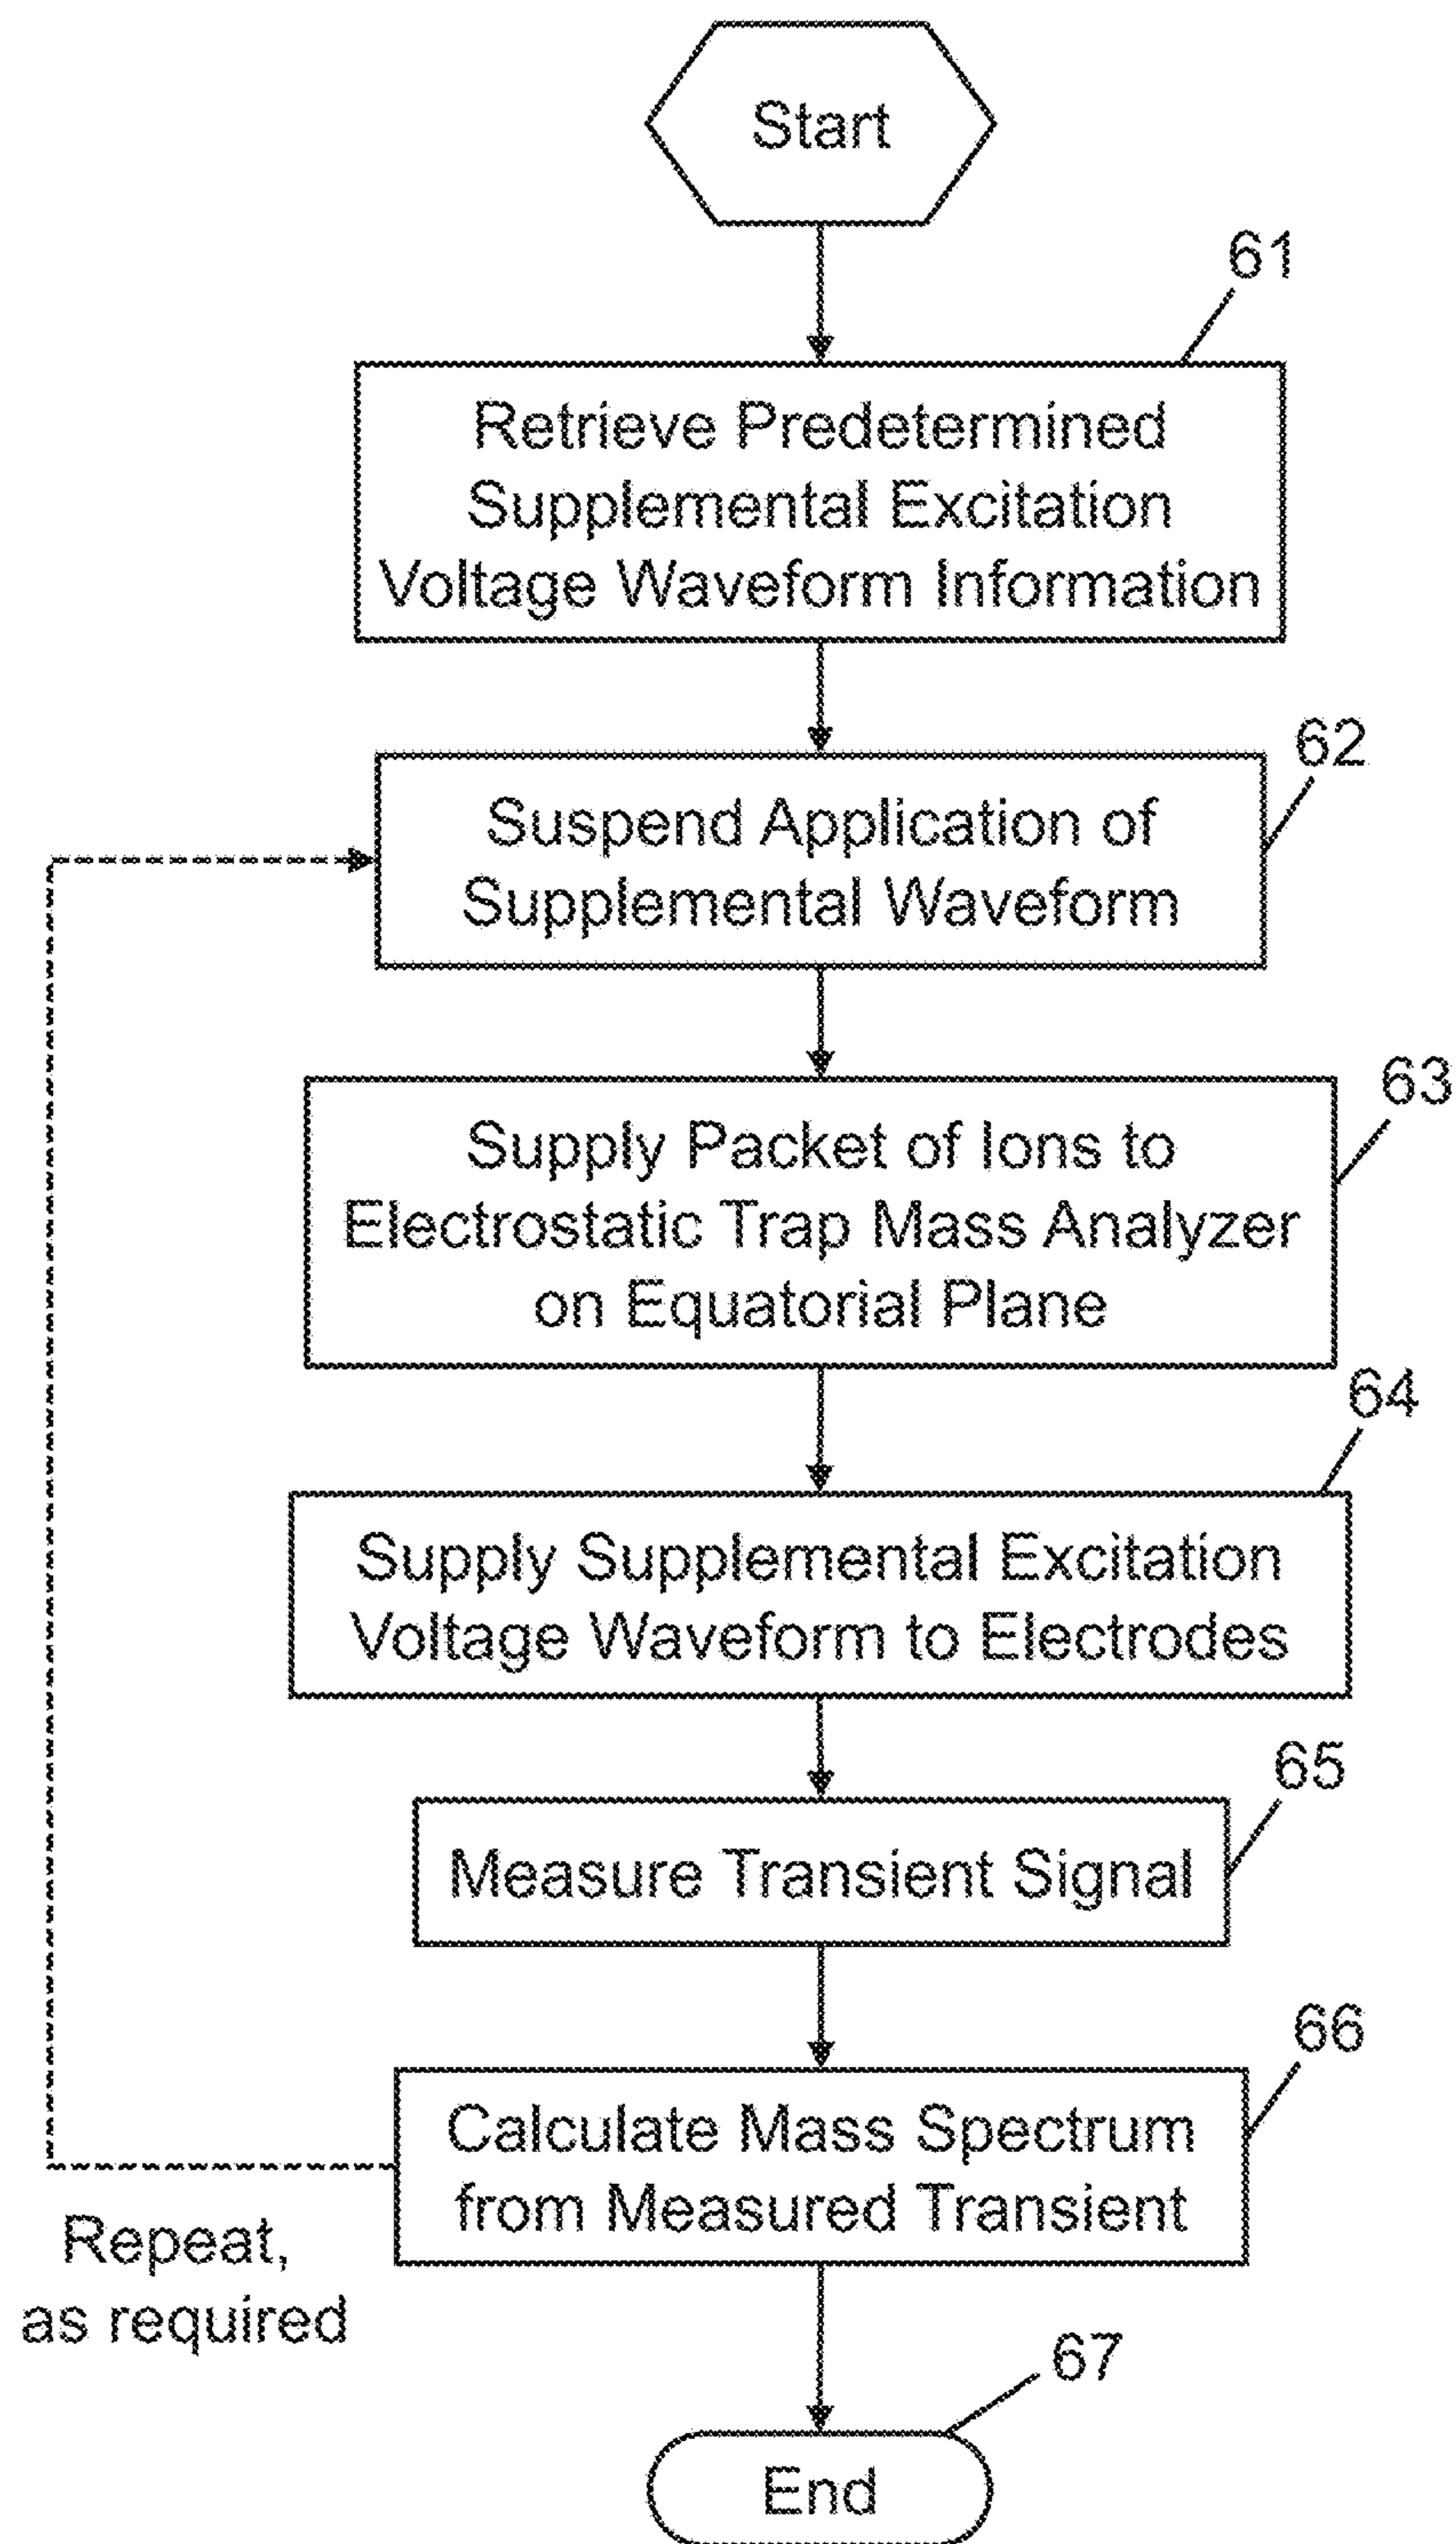 Start
61
Retrieve Predetermined
Supplemental Excitation
Voltage Waveform Information
62
Suspend Application of
Supplemental Waveform
63
Supply Packet of Ions to
Electrostatic Trap Mass Analyzer
on Equatorial Plane
64
Supply Supplemental Excitation
Voltage Waveform to Electrodes
65
Measure Transient Signal
66
Calculate Mass Spectrum
from Measured Transient
Repeat,
as required
67
End